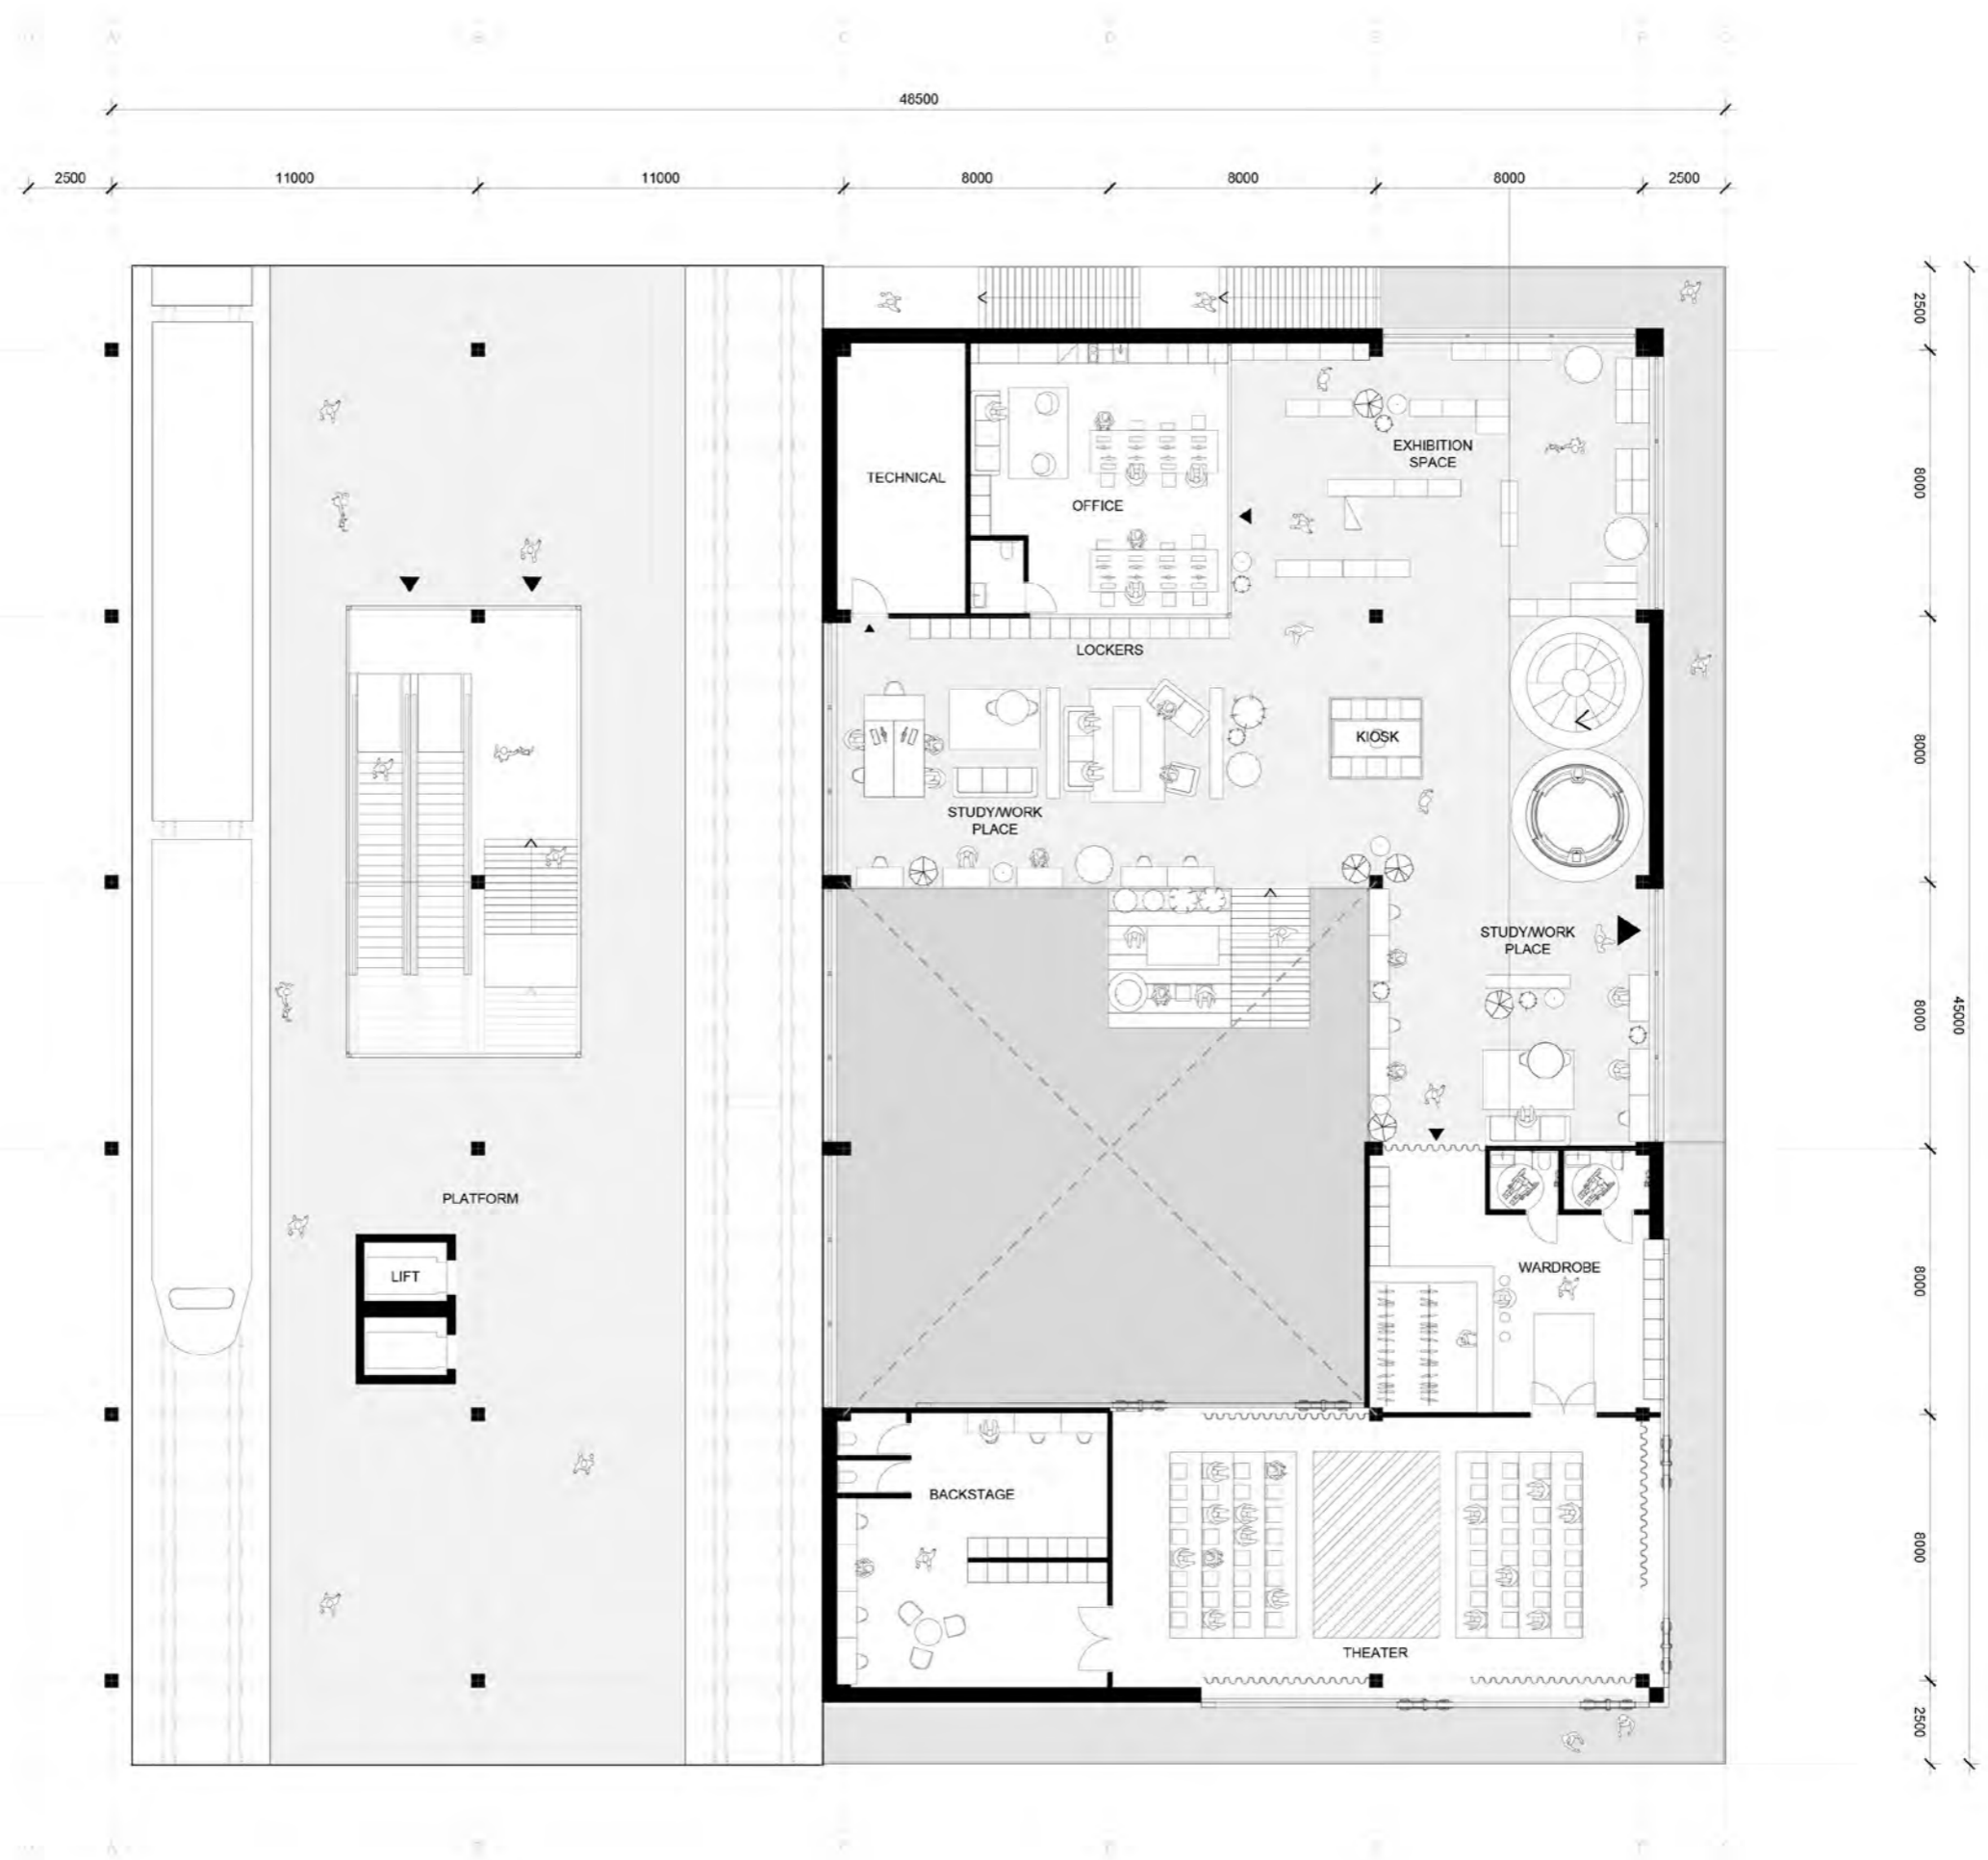 48500
2500
11000
11000
8000
8000
8000
2500
2500
8000
8000
8000
8000
8000
2500
45000
TECHNICAL
OFFICE
EXHIBITION
SPACE
LOCKERS
KIOSK
STUDY/WORK
PLACE
STUDY/WORK
PLACE
PLATFORM
LIFT
WARDROBE
BACKSTAGE
THEATER